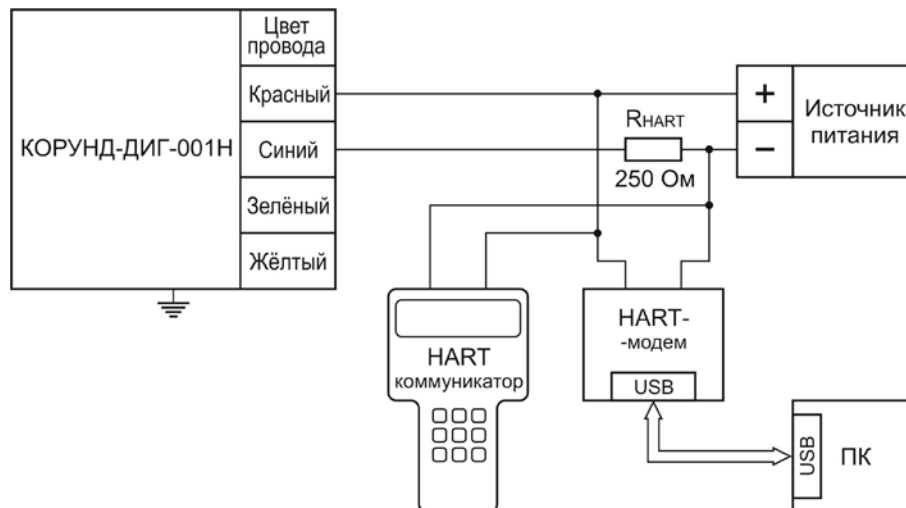 Цвет
провода
КОРУНД-ДИГ-001Н
Красный
Синий
Зелёный
Жёлтый
RHART
250 Ом
+
−
Источник
питания
HART
коммуникатор
HART-
-модем
USB
USB
ПК